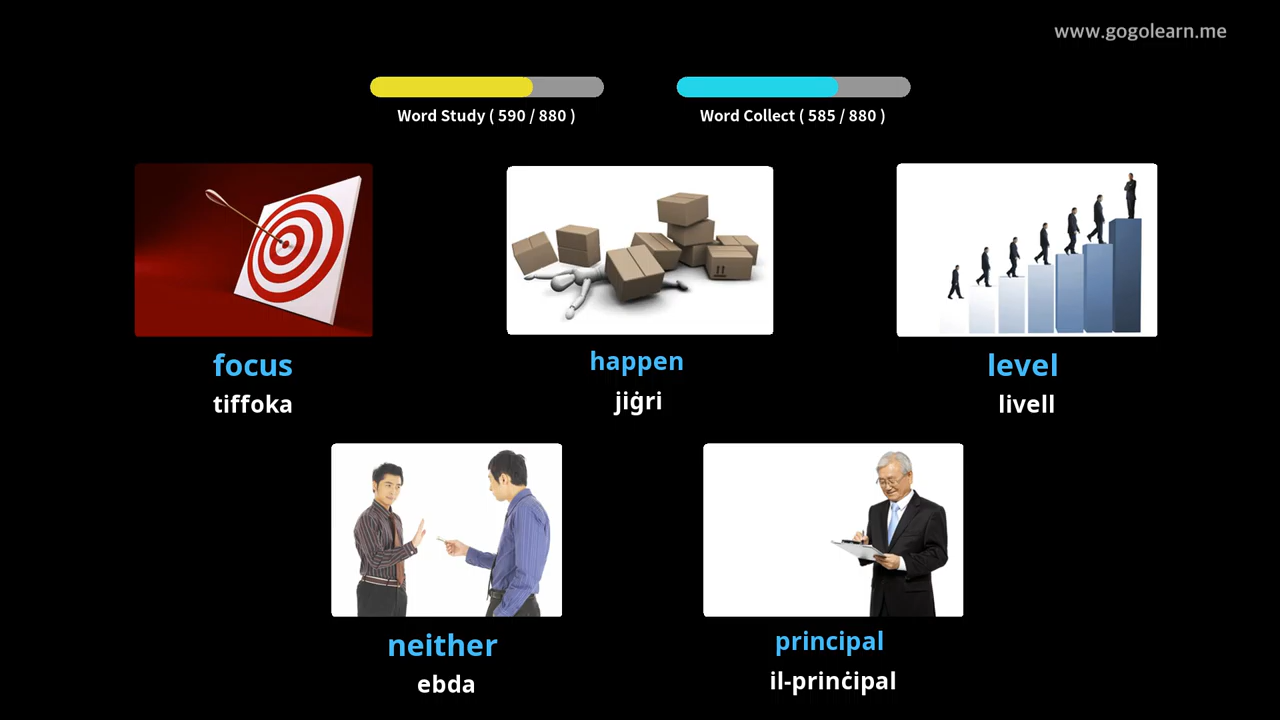 www.gogolearn.me
Word Study ( 590 / 880 )
Word Collect ( 585 / 880 )
focus
tiffoka
happen
jiġri
level
livell
neither
ebda
principal
il-prinċipal